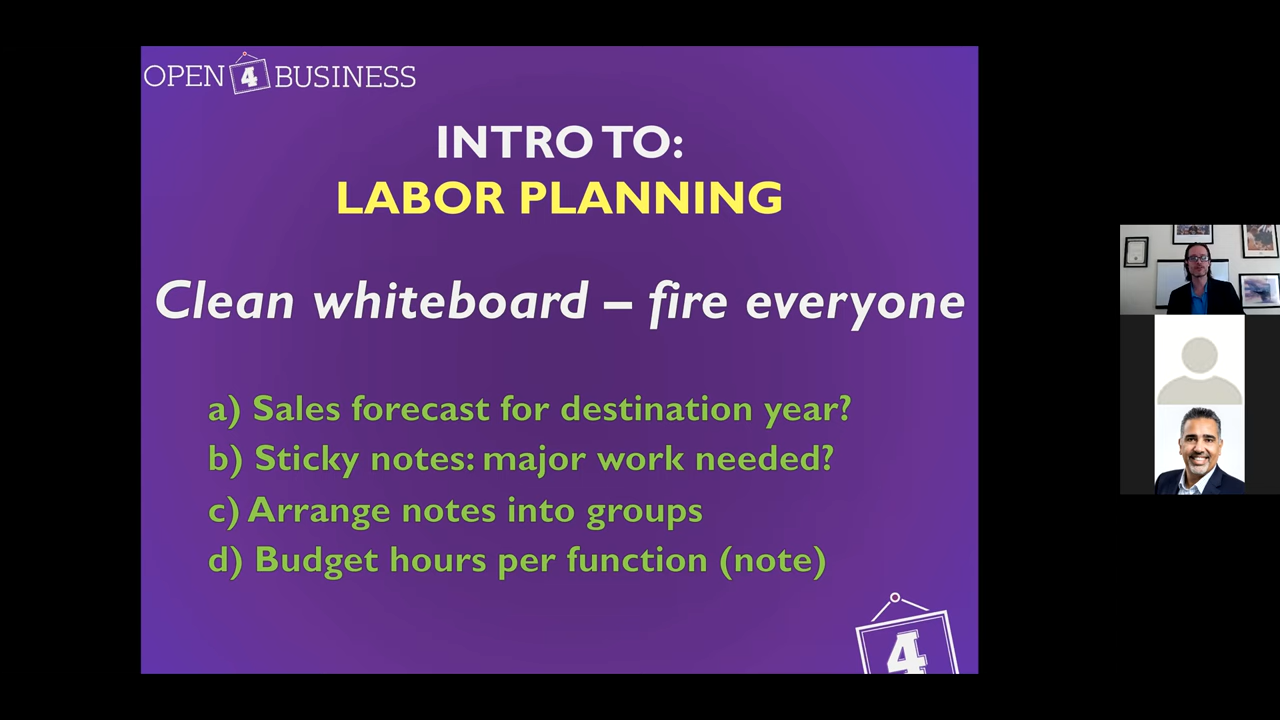 OPEN 4 BUSINESS
INTRO TO:
LABOR PLANNING
Clean whiteboard – fire everyone
a) Sales forecast for destination year?
b) Sticky notes: major work needed?
c) Arrange notes into groups
d) Budget hours per function (note)
4